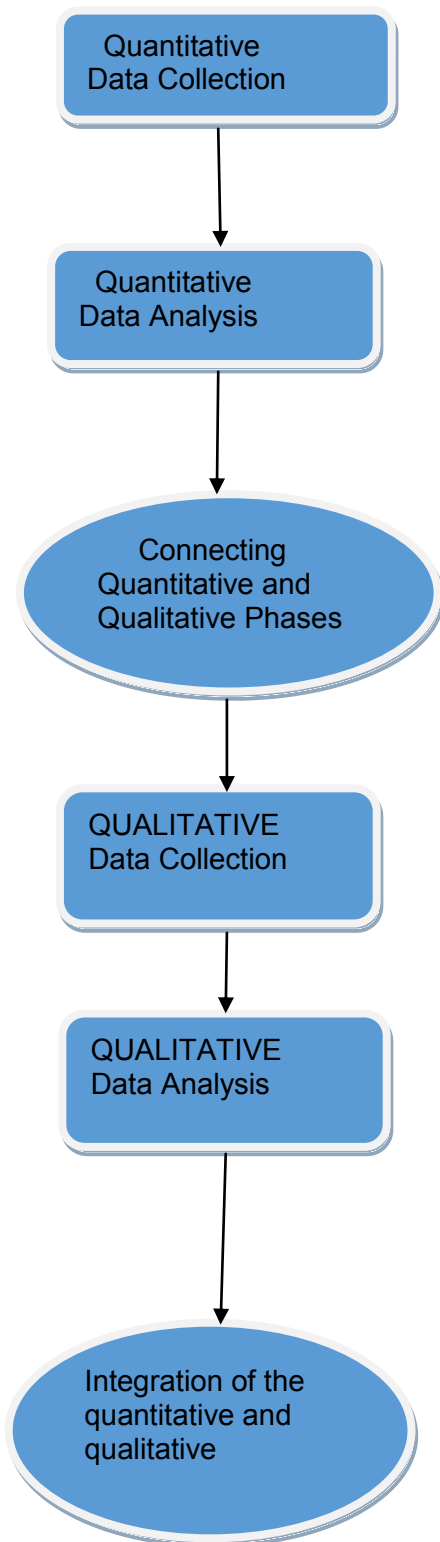 Quantitative
Data Collection
Quantitative
Data Analysis
Connecting
Quantitative and
Qualitative Phases
QUALITATIVE
Data Collection
QUALITATIVE
Data Analysis
Integration of the
quantitative and
qualitative